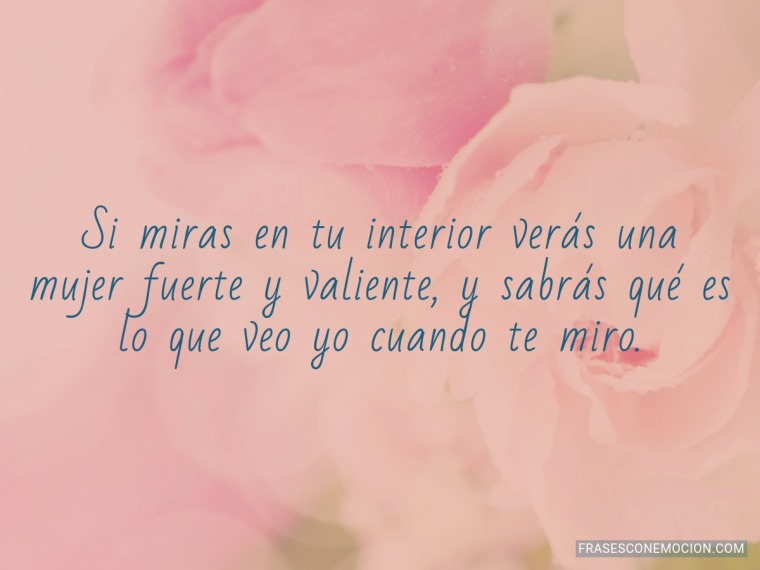 Si miras en tu interior verás una
mujer fuerte y valiente, y sabrás qué es
lo que veo yo cuando te miro.
FRASESCONEMOCION.COM